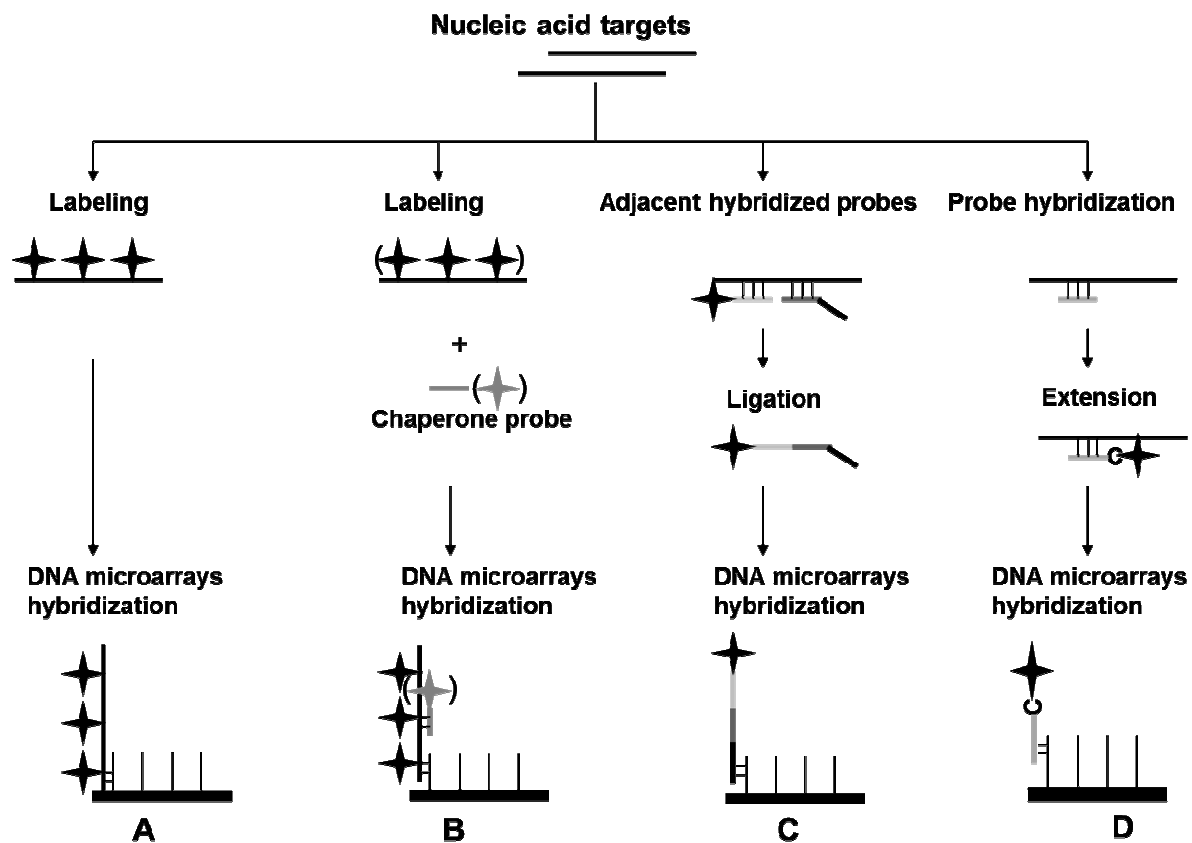 Nucleic acid targets
Labeling
Labeling
Adjacent hybridized probes
Probe hybridization
( )
+
( )
Chaperone probe
Ligation
Extension
C
DNA microarrays
hybridization
DNA microarrays
hybridization
DNA microarrays
hybridization
DNA microarrays
hybridization
( )
C
A
B
C
D